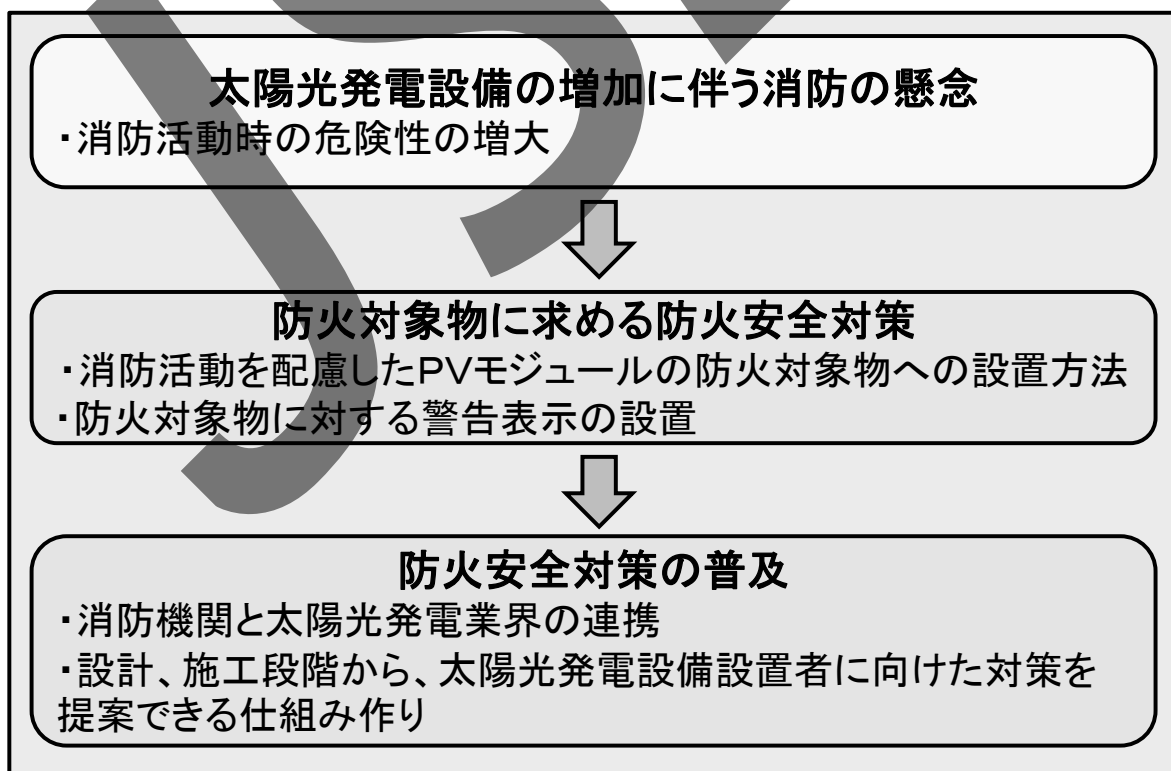 太陽光発電設備の増加に伴う消防の懸念
・消防活動時の危険性の増大
防火対象物に求める防火安全対策
・消防活動を配慮したPVモジュールの防火対象物への設置方法
・防火対象物に対する警告表示の設置
防火安全対策の普及
・消防機関と太陽光発電業界の連携
・設計、施工段階から、太陽光発電設備設置者に向けた対策を
提案できる仕組み作り